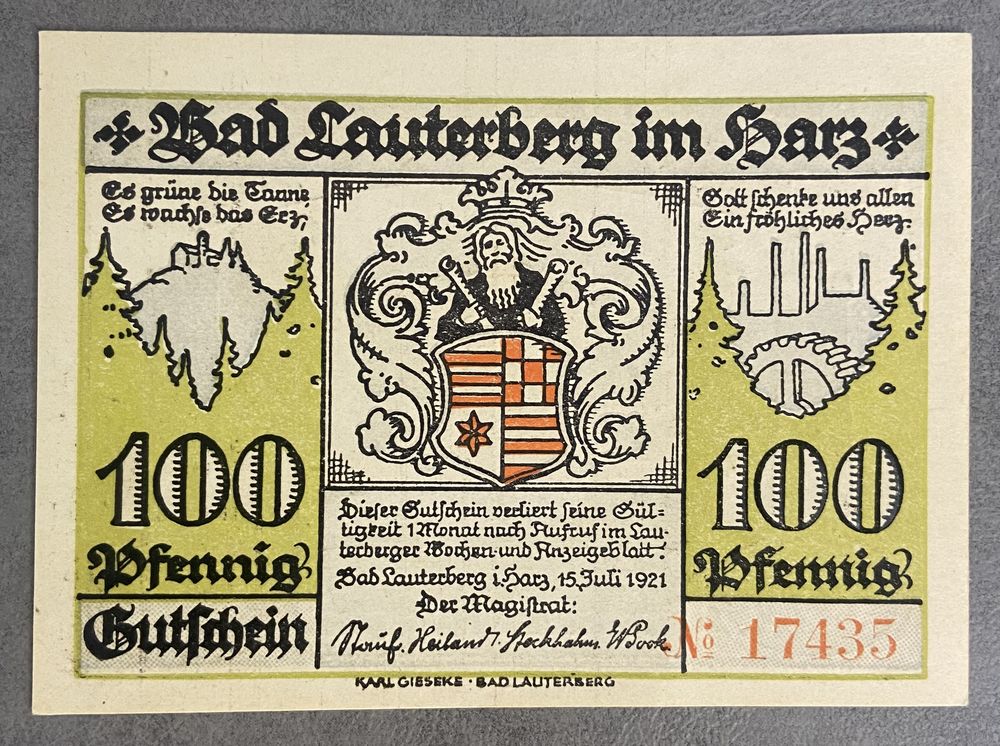 Bad Lauterberg im Harz
Es grüne die Tanne
Es wachse das Erz,
Gott schenke uns allen
Ein fröhliches Herz.
100
Pfennig
Gutschein
Dieser Gutschein verliert seine Gül=
tigkeit 1 Monat nach Aufruf im Lau-
terberger Wochen- und Anzeigeblatt.
Bad Lauterberg i. Harz, 15. Juli 1921
Der Magistrat:
Heiland
100
Pfennig
No 17435
KARL GIESEKE · BAD LAUTERBERG